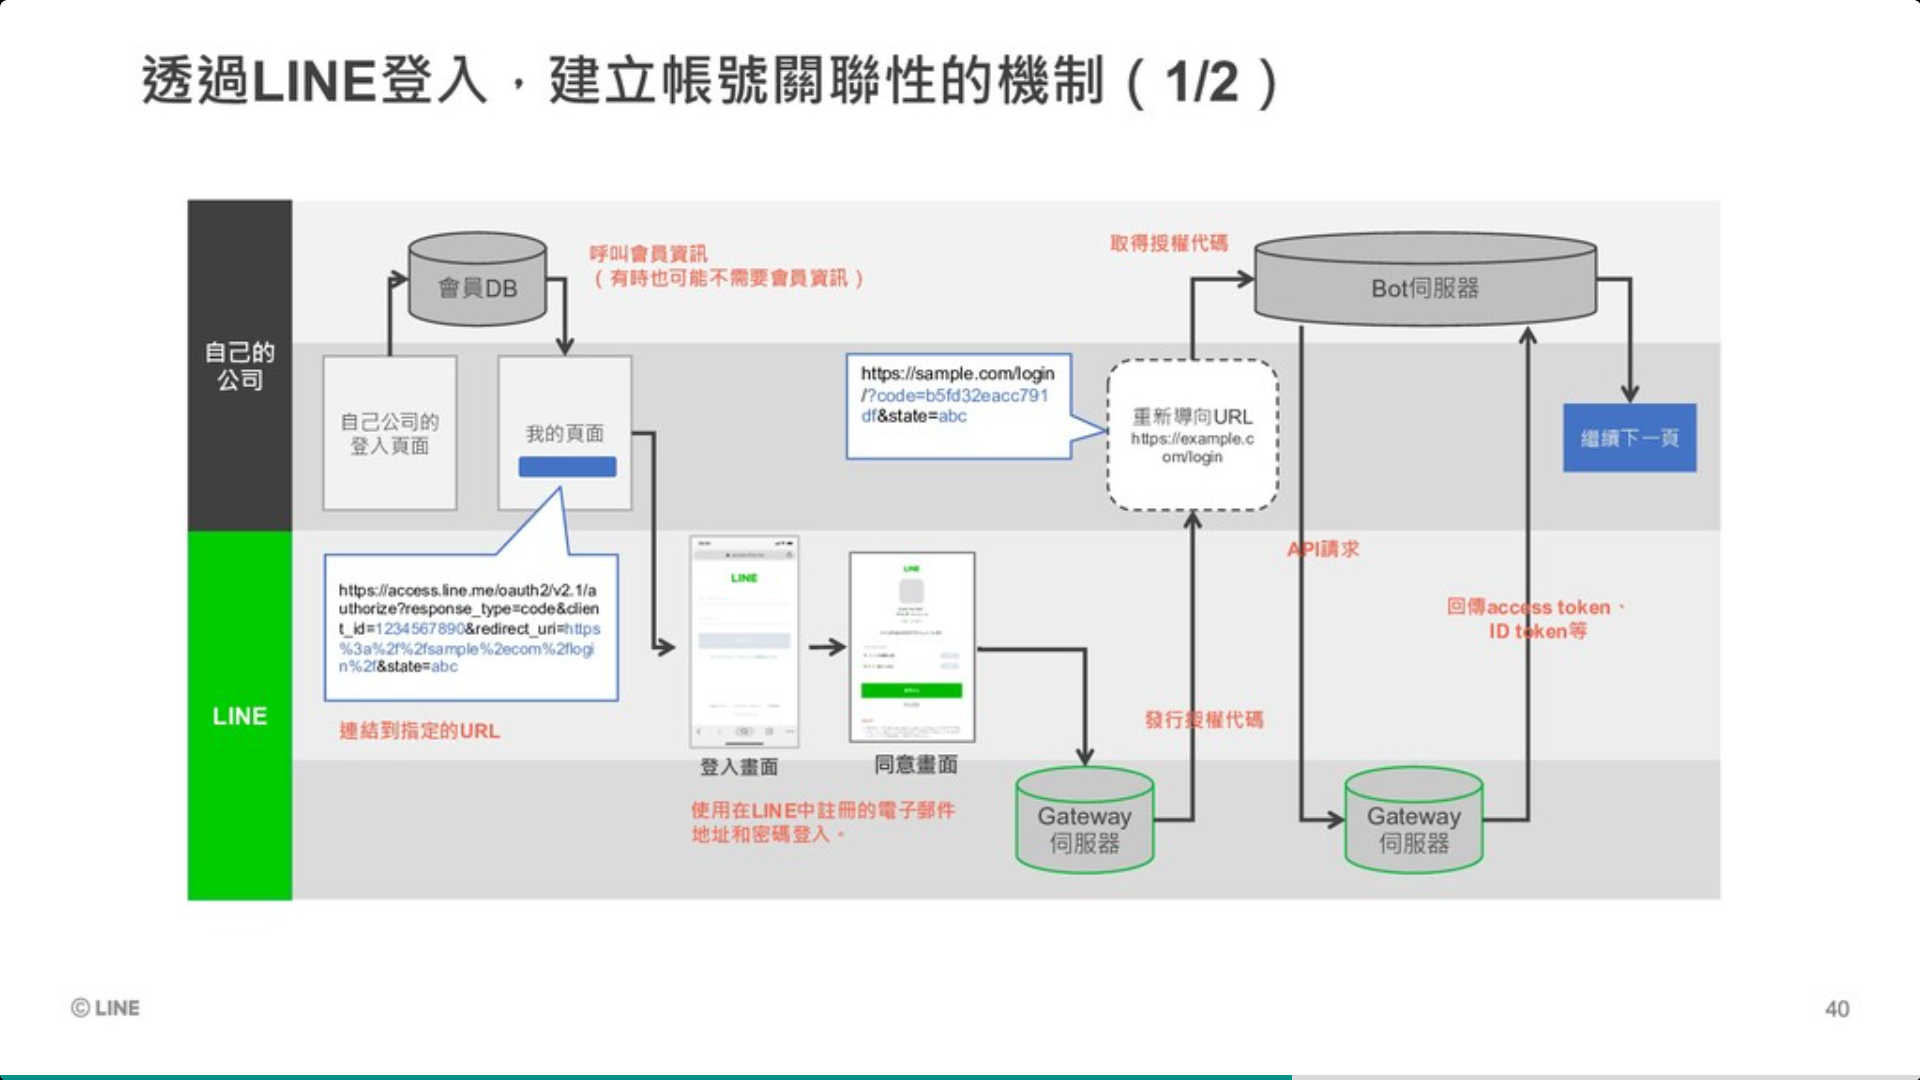 透過LINE登入，建立帳號關聯性的機制（1/2）
自己的
公司
會員DB
呼叫會員資訊
（有時也可能不需要會員資訊）
取得授權代碼
Bot伺服器
自己公司的
登入頁面
我的頁面
https://sample.com/login
/?code=b5fd32eacc791
df&state=abc
重新導向URL
https://example.c
om/login
繼續下一頁
LINE
https://access.line.me/oauth2/v2.1/a
uthorize?response_type=code&clien
t_id=1234567890&redirect_uri=https
%3a%2f%2fsample%2ecom%2flogi
n%2f&state=abc
連結到指定的URL
LINE
登入畫面
LINE
同意畫面
使用在LINE中註冊的電子郵件
地址和密碼登入。
發行授權代碼
API請求
回傳access token、
ID token等
Gateway
伺服器
Gateway
伺服器
© LINE
40